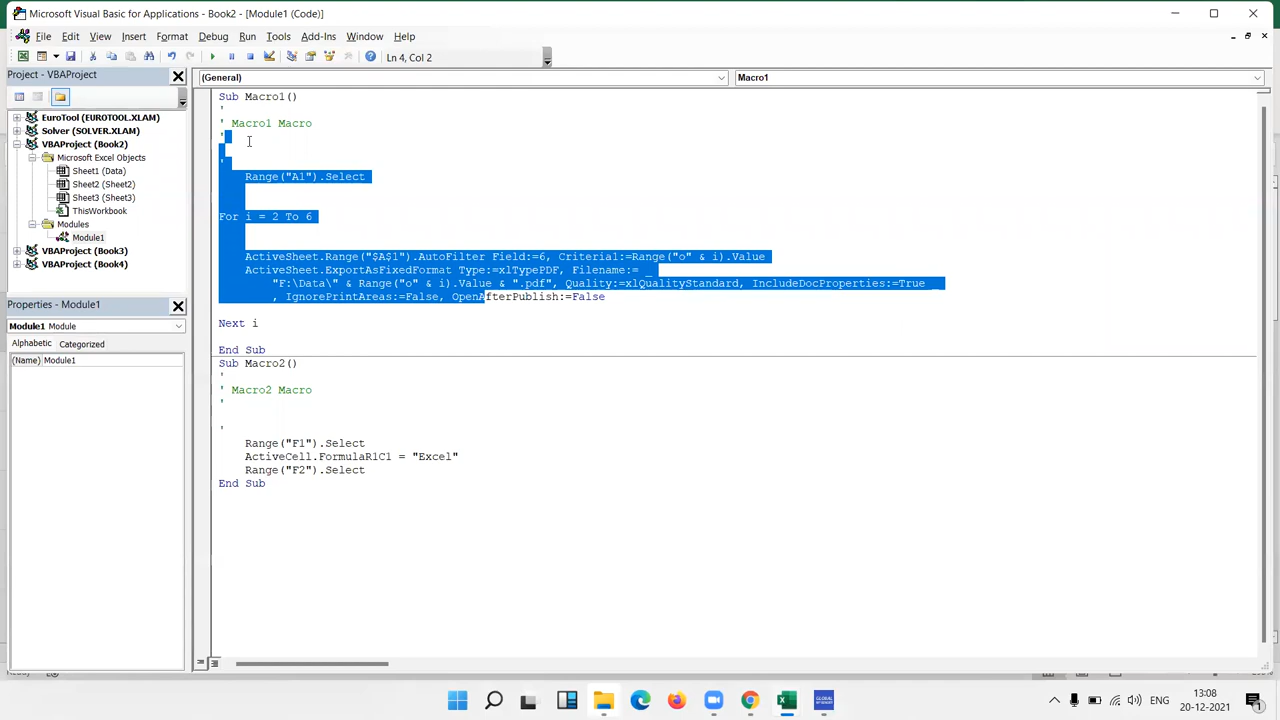 Microsoft Visual Basic for Applications - Book2 - [Module1 (Code)]
File Edit View Insert Format Debug Run Tools Add-Ins Window Help
Ln 4, Col 2
Project - VBAProject
(General)
Macro1
EuroTool (EUROTOOL.XLAM)
Solver (SOLVER.XLAM)
VBAProject (Book2)
Microsoft Excel Objects
Sheet1 (Data)
Sheet2 (Sheet2)
Sheet3 (Sheet3)
ThisWorkbook
Modules
Module1
VBAProject (Book3)
VBAProject (Book4)
Properties - Module1
Module1 Module
Alphabetic Categorized
(Name) Module1
Sub Macro1()
'
' Macro1 Macro
'
'
Range("A1").Select
For i = 2 To 6
ActiveSheet.Range("$A$1").AutoFilter Field:=6, Criteria1:=Range("o" & i).Value
ActiveSheet.ExportAsFixedFormat Type:=xlTypePDF, Filename:= _
"F:\Data\" & Range("o" & i).Value & ".pdf", Quality:=xlQualityStandard, IncludeDocProperties:=True _
, IgnorePrintAreas:=False, OpenAfterPublish:=False
Next i
End Sub
Sub Macro2()
'
' Macro2 Macro
'
'
Range("F1").Select
ActiveCell.FormulaR1C1 = "Excel"
Range("F2").Select
End Sub
ENG
13:08
20-12-2021